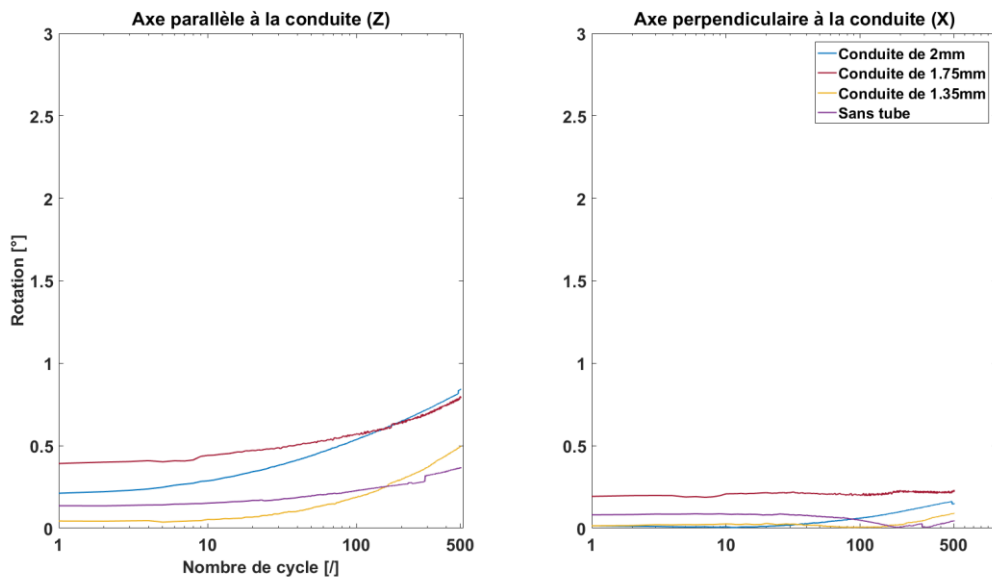 Axe parallèle à la conduite (Z)
3
2.5
2
1.5
1
0.5
0
Rotation [°]
1
10
100
500
Nombre de cycle [/]
Axe perpendiculaire à la conduite (X)
Conduite de 2mm
Conduite de 1.75mm
Conduite de 1.35mm
Sans tube
3
2.5
2
1.5
1
0.5
0
1
10
100
500